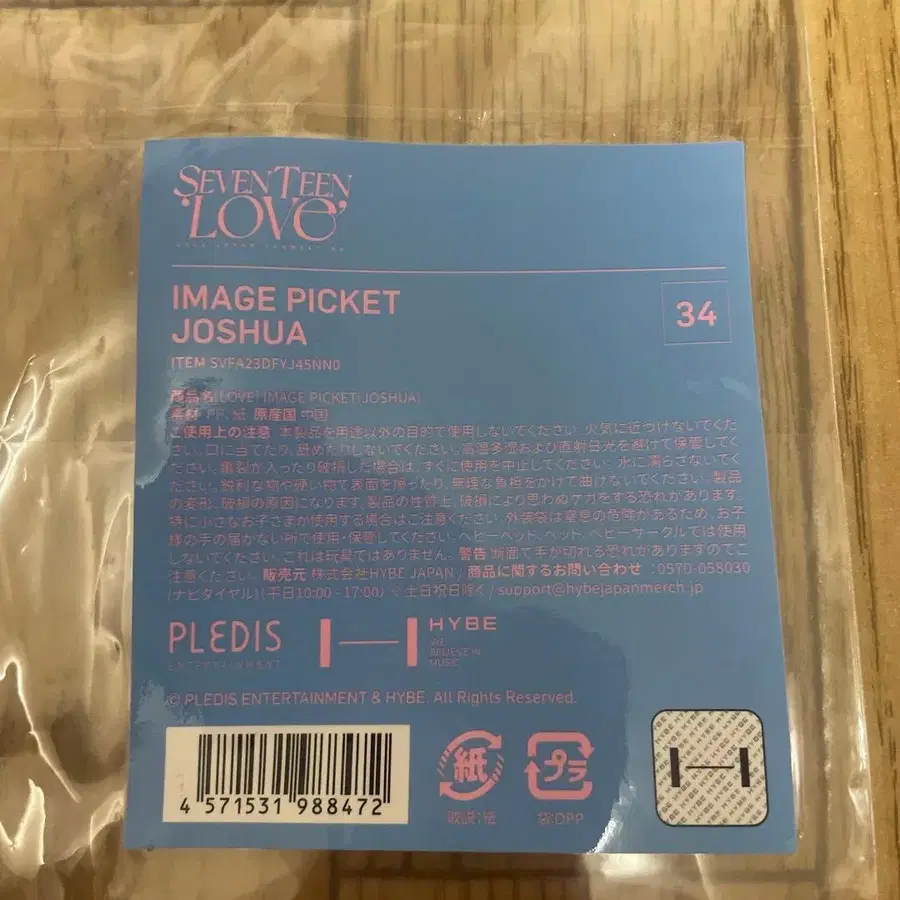 SEVENTEEN
'LOVE'
IMAGE PICKET
JOSHUA
34
ITEM SVFA23DFYJ45NN0
商品名 [LOVE] IMAGE PICKET(JOSHUA)
素材 PP, 紙 原産国 中国
ご使用上の注意 本製品を用途以外の目的で使用しないでください。火気に近づけないでくだ
さい。口に当てたり、舐めたりしないでください。高温多湿および直射日光を避けて保管してく
ださい。亀裂が入ったり破損した場合は、すぐに使用を中止してください。水に濡らさないでく
ださい。鋭利な物や硬い物で表面を擦ったり、無理な負担をかけて曲げないでください。製品
の変形、破損の原因になります。製品の性質上、破損により思わぬケガをする恐れがあります。
特に小さなお子さまが使用する場合はご注意ください。外装袋は窒息の危険があるため、お子
様の手の届かない所で使用・保管してください。ベビーベット、ベット、ベビーサークルでは使用
しないでください。これは玩具ではありません。警告 断面で手が切れる恐れがありますのでご
注意ください。 販売元 株式会社HYBE JAPAN / 商品に関するお問い合わせ : 0570-058030
(ナビダイヤル) (平日10:00 - 17:00) ※土日祝日除く / support@hybejapanmerch.jp
PLEDIS
ENTERTAINMENT
HYBE
WE
BELIEVE IN
MUSIC
© PLEDIS ENTERTAINMENT & HYBE. All Rights Reserved.
4 571531 988472
紙
プラ
袋:OPP
HYBE